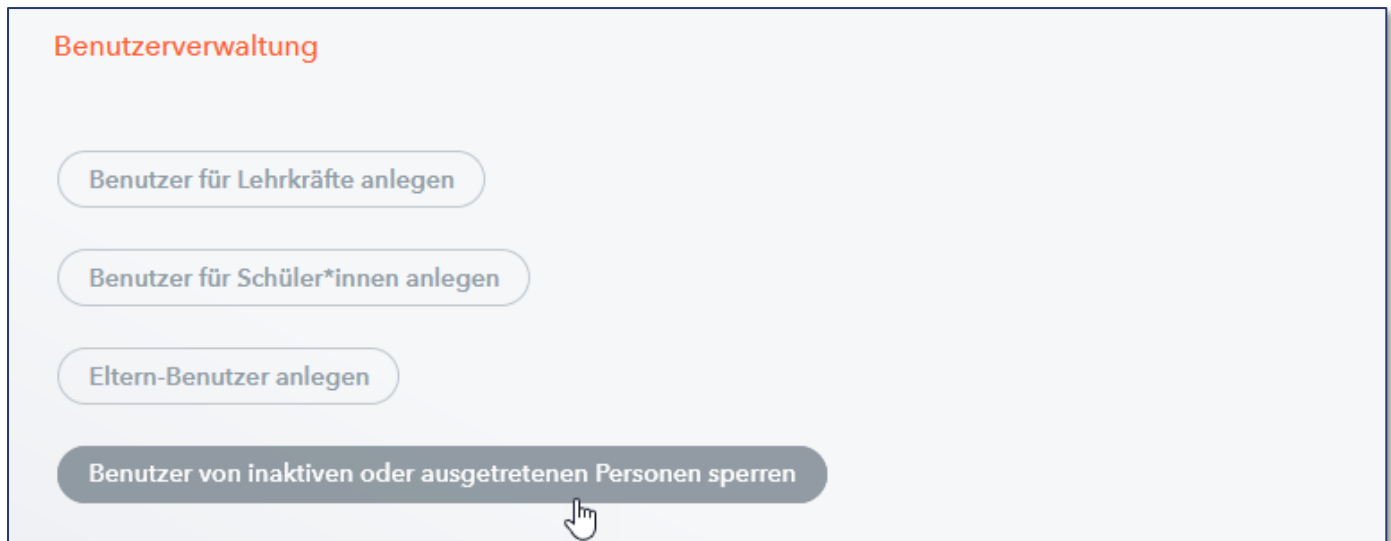 Benutzerverwaltung
Benutzer für Lehrkräfte anlegen
Benutzer für Schüler*innen anlegen
Eltern-Benutzer anlegen
Benutzer von inaktiven oder ausgetretenen Personen sperren